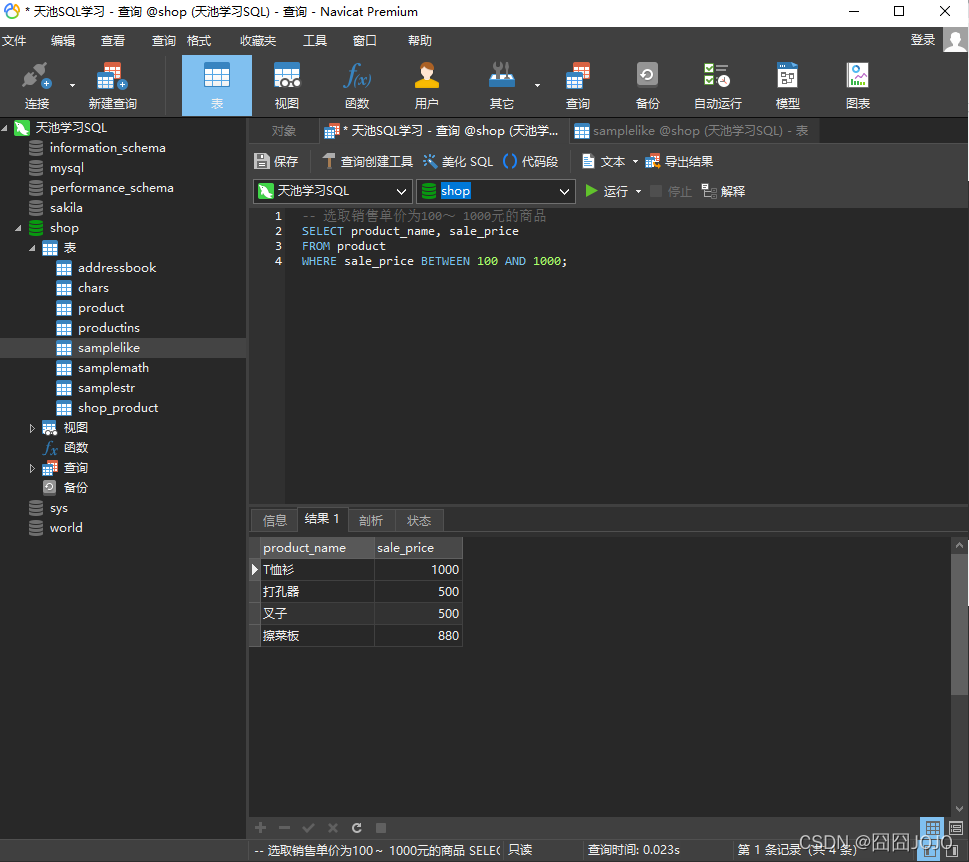 * 天池SQL学习 - 查询 @shop (天池SQL学习) - 查询 - Navicat Premium
文件 编辑 查看 查询 格式 收藏夹 工具 窗口 帮助 登录
连接 新建查询 表 视图 函数 用户 其它 查询 备份 自动运行 模型 图表
天池学习SQL
information_schema
mysql
performance_schema
sakila
shop
表
addressbook
chars
product
productins
samplelike
samplemath
samplestr
shop_product
视图
函数
查询
备份
sys
world
对象 * 天池SQL学习 - 查询 @shop (天池学... samplelike @shop (天池学习SQL) - 表
保存 查询创建工具 美化 SQL () 代码段 文本 导出结果
天池学习SQL shop 运行 停止 解释
1 -- 选取销售单价为100～ 1000元的商品
2 SELECT product_name, sale_price
3 FROM product
4 WHERE sale_price BETWEEN 100 AND 1000;
信息 结果 1 剖析 状态
product_name sale_price
T恤衫 1000
打孔器 500
叉子 500
擦菜板 880
-- 选取销售单价为100～ 1000元的商品 SELEC 只读 查询时间: 0.023s 第 1 条记录 (共 4 条)
CSDN @囧囧JOJO